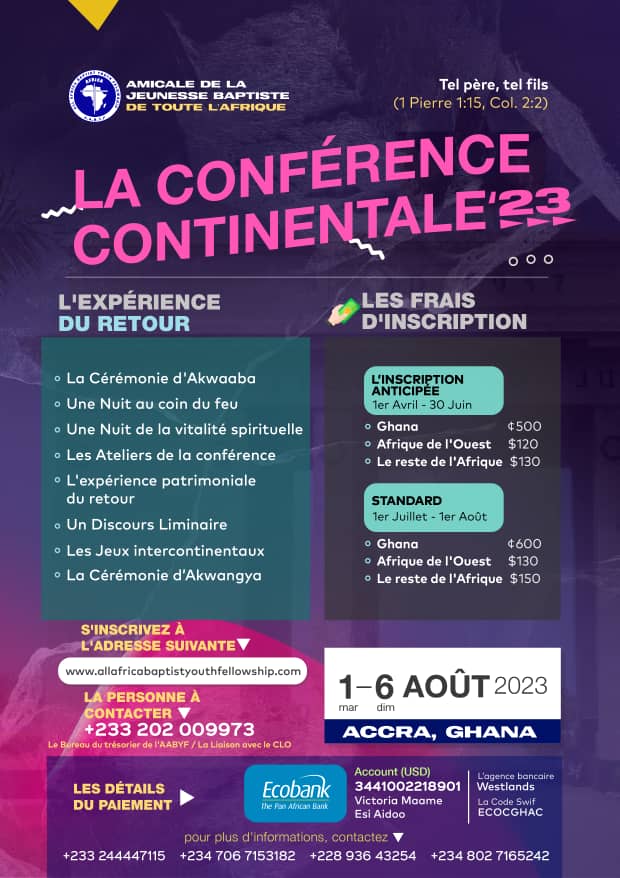 AMICALE DE LA
JEUNESSE BAPTISTE
DE TOUTE L'AFRIQUE
AFRICA
Tel père, tel fils
(1 Pierre 1:15, Col. 2:2)
LA CONFÉRENCE
CONTINENTALE'23
L'EXPÉRIENCE
DU RETOUR
La Cérémonie d'Akwaaba
Une Nuit au coin du feu
Une Nuit de la vitalité spirituelle
Les Ateliers de la conférence
L'expérience patrimoniale
du retour
Un Discours Liminaire
Les Jeux intercontinentaux
La Cérémonie d'Akwangya
LES FRAIS
D'INSCRIPTION
L'INSCRIPTION
ANTICIPÉE
1er Avril - 30 Juin
Ghana ¢500
Afrique de l'Ouest $120
Le reste de l'Afrique $130
STANDARD
1er Juillet - 1er Août
Ghana ¢600
Afrique de l'Ouest $130
Le reste de l'Afrique $150
S'INSCRIVEZ À
L'ADRESSE SUIVANTE
www.allafricabaptistyouthfellowship.com
LA PERSONNE À
CONTACTER
+233 202 009973
Le Bureau du trésorier de l'AABYF / La Liaison avec le CLO
1–6 AOÛT 2023
mar dim
ACCRA, GHANA
LES DÉTAILS
DU PAIEMENT
Ecobank
The Pan African Bank
Account (USD)
3441002218901
Victoria Maame
Esi Aidoo
L'agence bancaire
Westlands
La Code Swif
ECOCGHAC
pour plus d'informations, contactez
+233 244447115 +234 706 7153182 +228 936 43254 +234 802 7165242